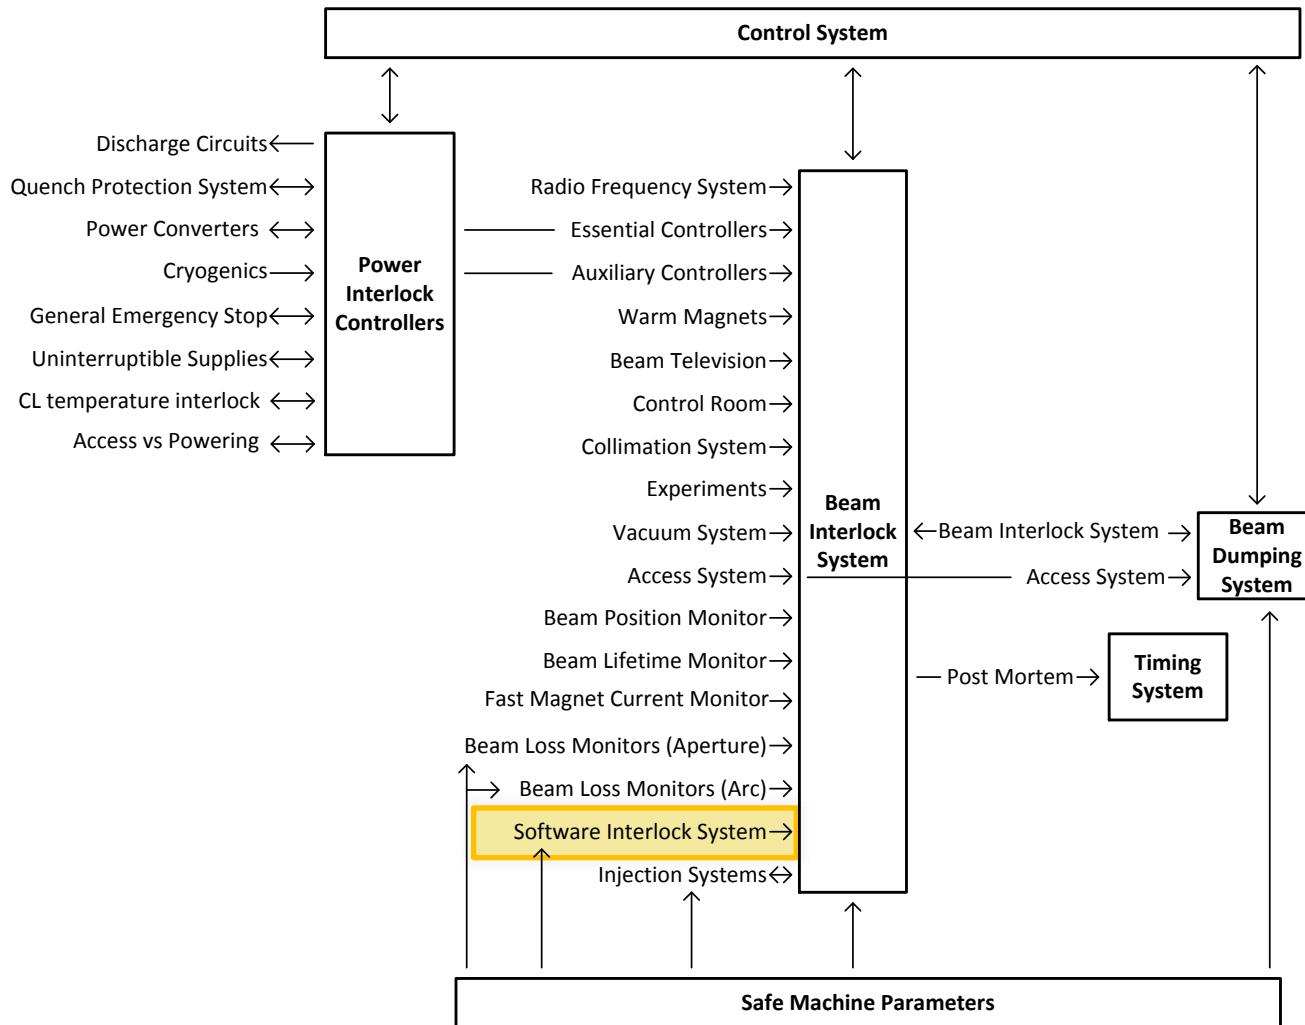 Control System
Discharge Circuits
Quench Protection System
Power Converters
Cryogenics
General Emergency Stop
Uninterruptible Supplies
CL temperature interlock
Access vs Powering
Power
Interlock
Controllers
Radio Frequency System
Essential Controllers
Auxiliary Controllers
Warm Magnets
Beam Television
Control Room
Collimation System
Experiments
Vacuum System
Access System
Beam Position Monitor
Beam Lifetime Monitor
Fast Magnet Current Monitor
Beam Loss Monitors (Aperture)
Beam Loss Monitors (Arc)
Software Interlock System
Injection Systems
Beam
Interlock
System
Beam Interlock System
Access System
Beam
Dumping
System
Post Mortem
Timing
System
Safe Machine Parameters